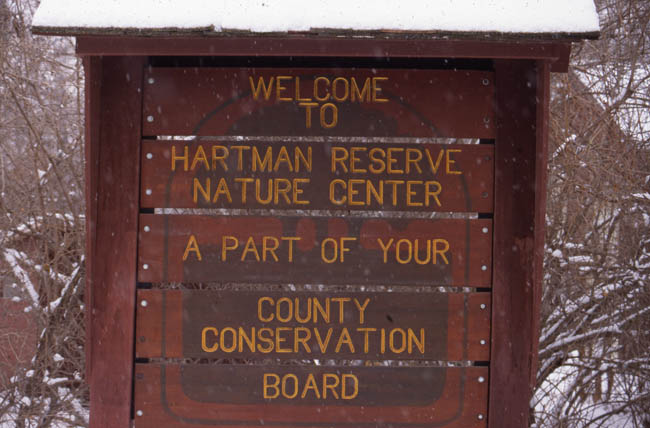 WELCOME
TO
HARTMAN RESERVE
NATURE CENTER
A PART OF YOUR
COUNTY
CONSERVATION
BOARD